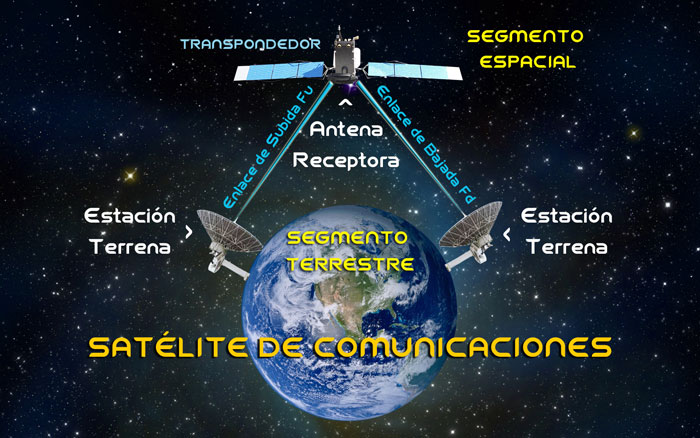 TRANSPONDEDOR
SEGMENTO
ESPACIAL
Enlace de Subida Fu
Enlace de Bajada Fd
^
Antena
Receptora
Estación
Terrena >
< Estación
Terrena
SEGMENTO
TERRESTRE
SATÉLITE DE COMUNICACIONES